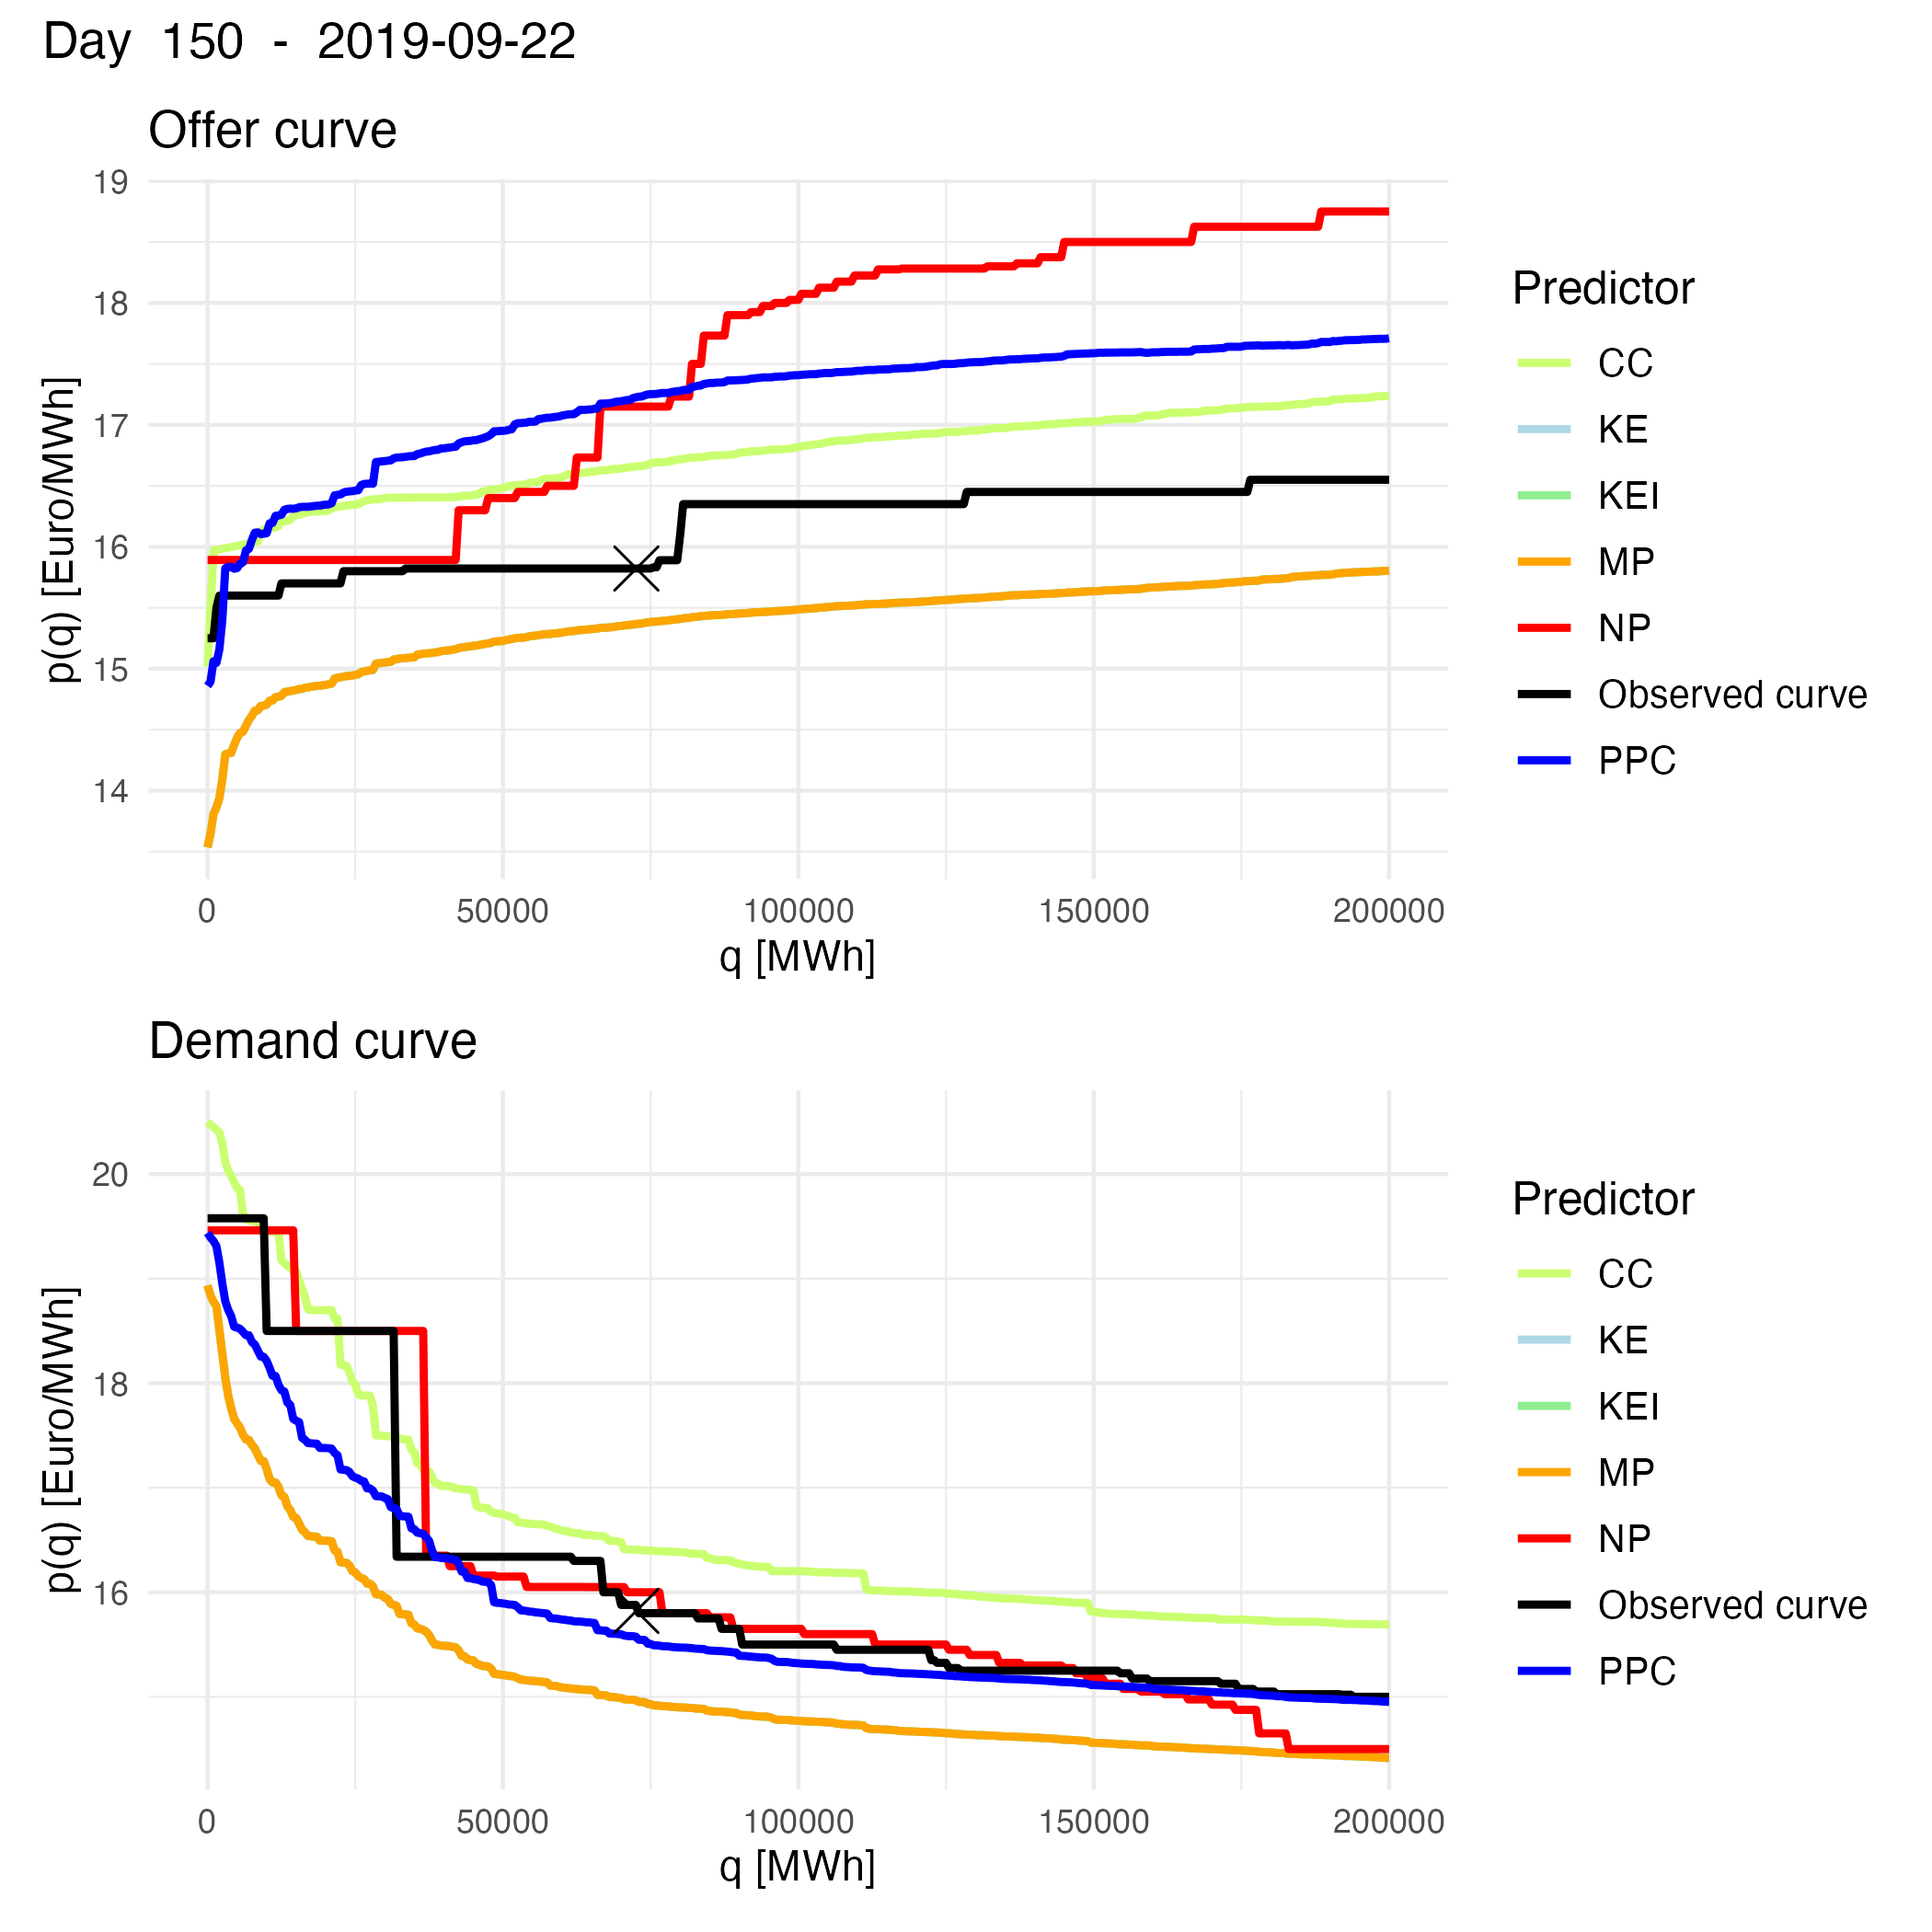 Day 150 - 2019-09-22
Offer curve
19
18
17
16
15
14
p(q) [Euro/MWh]
0 50000 100000 150000 200000
q [MWh]
Predictor
CC
KE
KEI
MP
NP
Observed curve
PPC
Demand curve
20
18
16
p(q) [Euro/MWh]
0 50000 100000 150000 200000
q [MWh]
Predictor
CC
KE
KEI
MP
NP
Observed curve
PPC